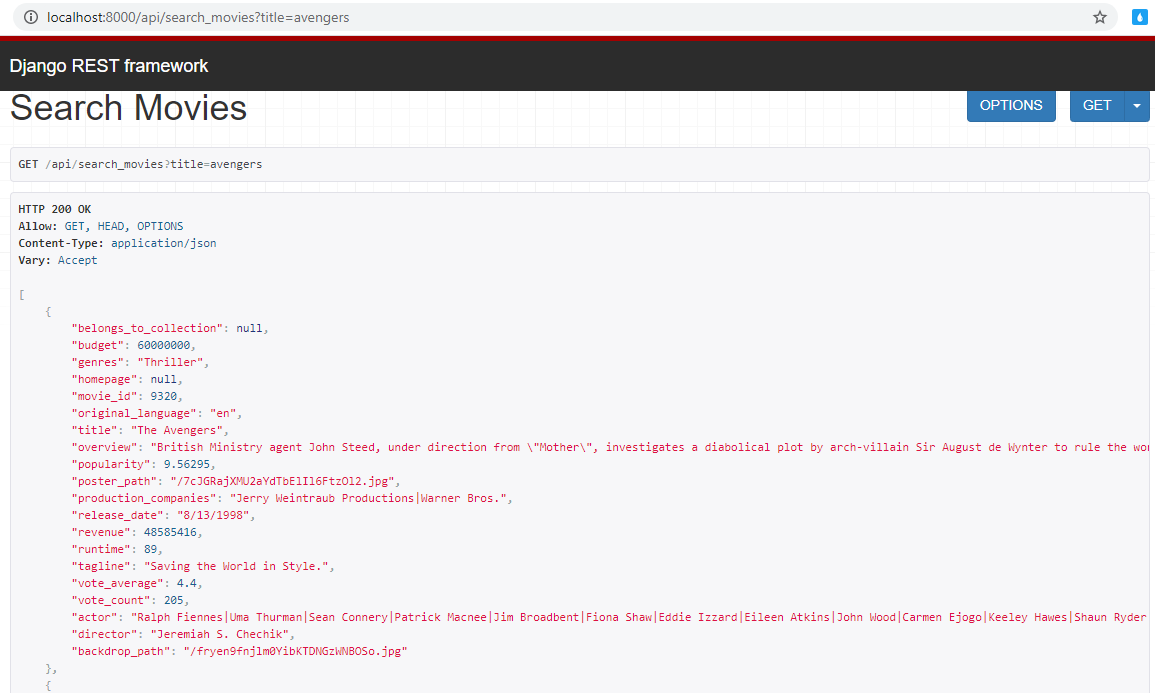 localhost:8000/api/search_movies?title=avengers
Django REST framework
Search Movies
OPTIONS
GET
GET /api/search_movies?title=avengers
HTTP 200 OK
Allow: GET, HEAD, OPTIONS
Content-Type: application/json
Vary: Accept
[
{
"belongs_to_collection": null,
"budget": 60000000,
"genres": "Thriller",
"homepage": null,
"movie_id": 9320,
"original_language": "en",
"title": "The Avengers",
"overview": "British Ministry agent John Steed, under direction from \"Mother\", investigates a diabolical plot by arch-villain Sir August de Wynter to rule the
"popularity": 9.56295,
"poster_path": "/7cJGRajXMU2aYdTbElIl6FtzOl2.jpg",
"production_companies": "Jerry Weintraub Productions|Warner Bros.",
"release_date": "8/13/1998",
"revenue": 48585416,
"runtime": 89,
"tagline": "Saving the World in Style.",
"vote_average": 4.4,
"vote_count": 205,
"actor": "Ralph Fiennes|Uma Thurman|Sean Connery|Patrick Macnee|Jim Broadbent|Fiona Shaw|Eddie Izzard|Eileen Atkins|John Wood|Carmen Ejogo|Keeley Hawes|Shaun Ryder
"director": "Jeremiah S. Chechik",
"backdrop_path": "/fryen9fnjlm0YibKTDNGzWNBOSo.jpg"
},
{